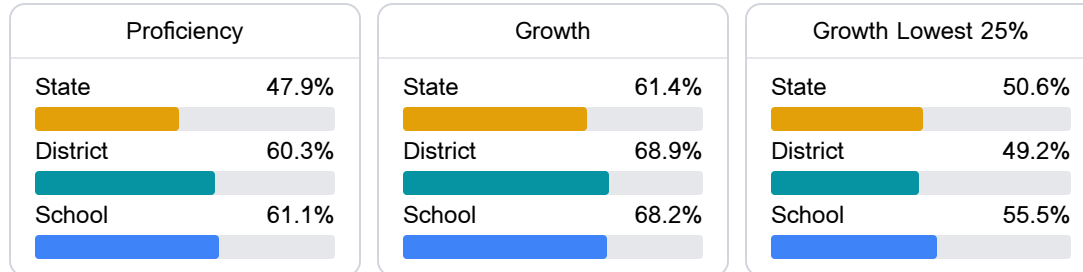 Proficiency
State 47.9%
District 60.3%
School 61.1%
Growth
State 61.4%
District 68.9%
School 68.2%
Growth Lowest 25%
State 50.6%
District 49.2%
School 55.5%